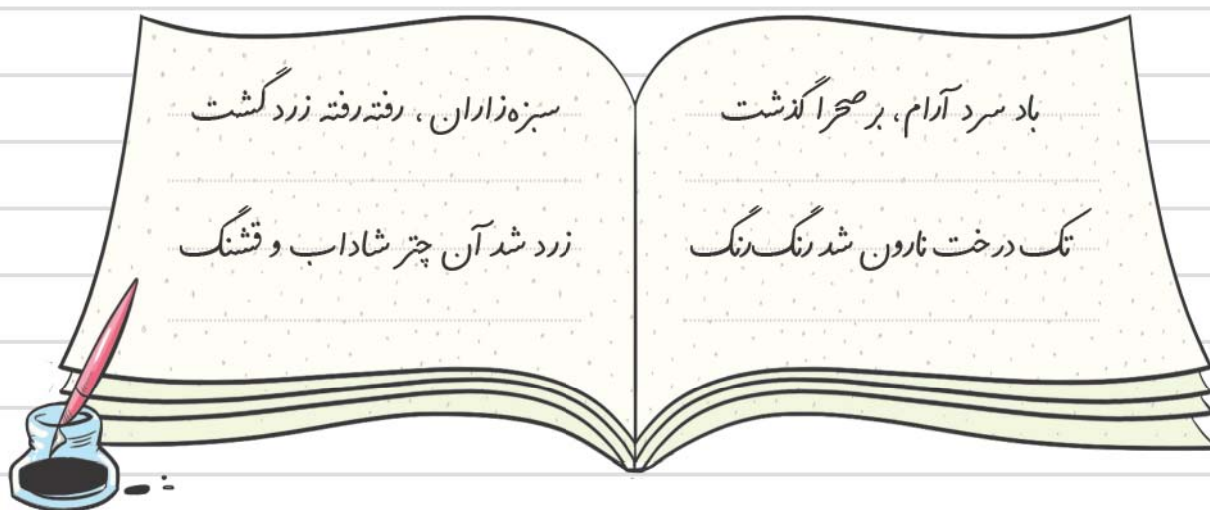 باد سرد آرام، بر صحرا گذشت
سبزه‌زاران، رفته‌رفته زرد گشت
تک درخت نارون شد رنگ‌رنگ
زرد شد آن چتر شاداب و قشنگ